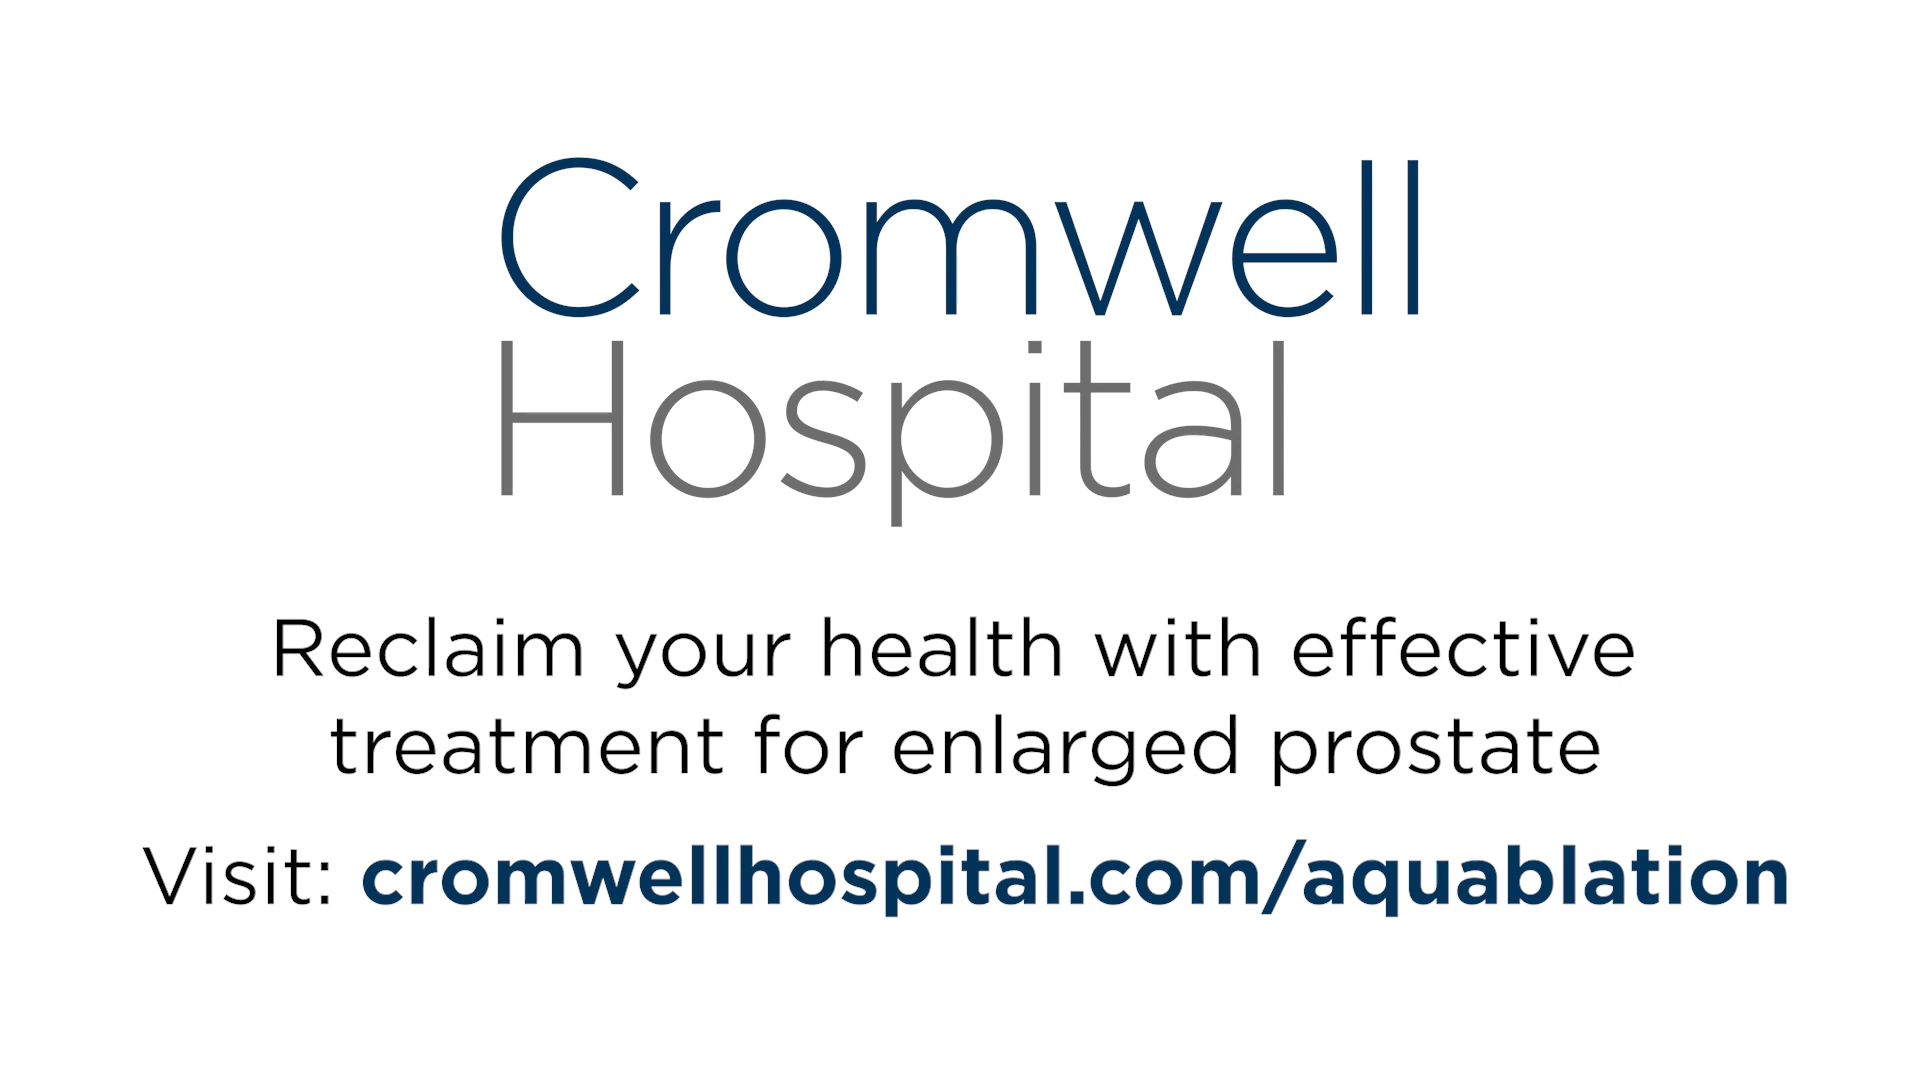 Cromwell
Hospital
Reclaim your health with effective
treatment for enlarged prostate
Visit: cromwellhospital.com/aquablation